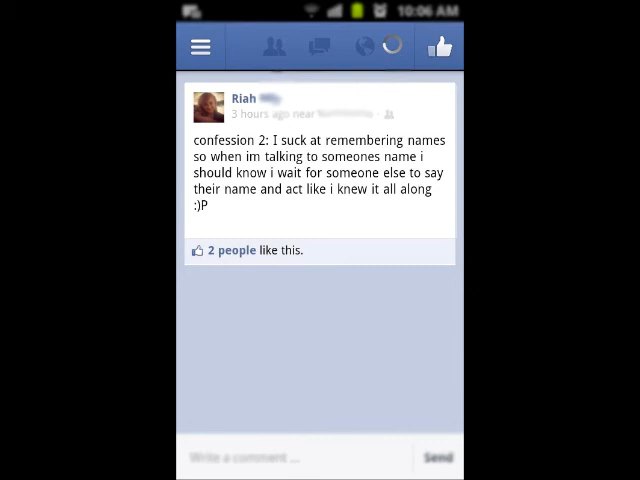 10:06 AM
Riah
3 hours ago near
confession 2: I suck at remembering names
so when im talking to someones name i
should know i wait for someone else to say
their name and act like i knew it all along
:)P
2 people like this.
Write a comment ...
Send